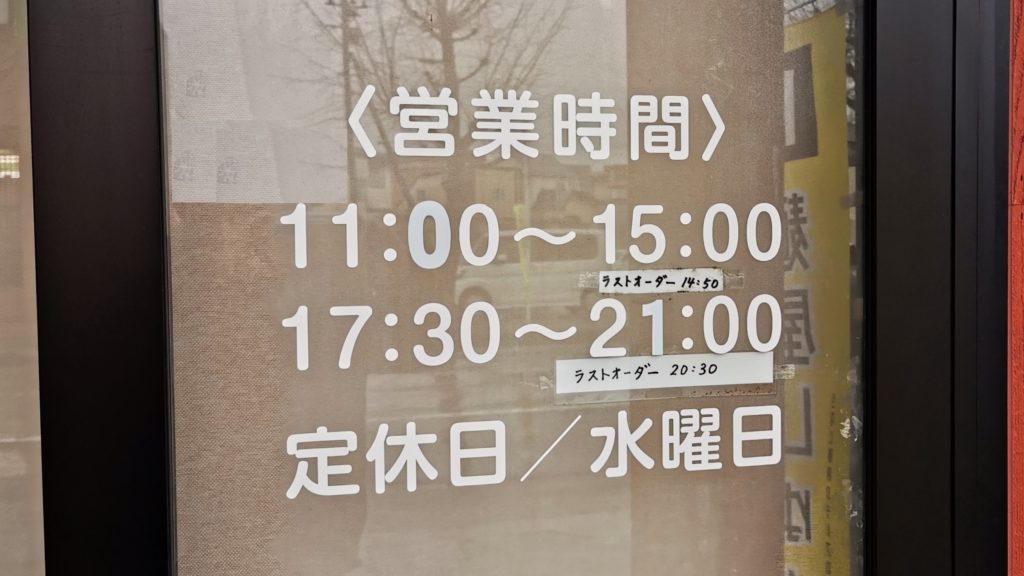 〈営業時間〉
11:00～15:00
ラストオーダー 14:50
17:30～21:00
ラストオーダー 20:30
定休日／水曜日